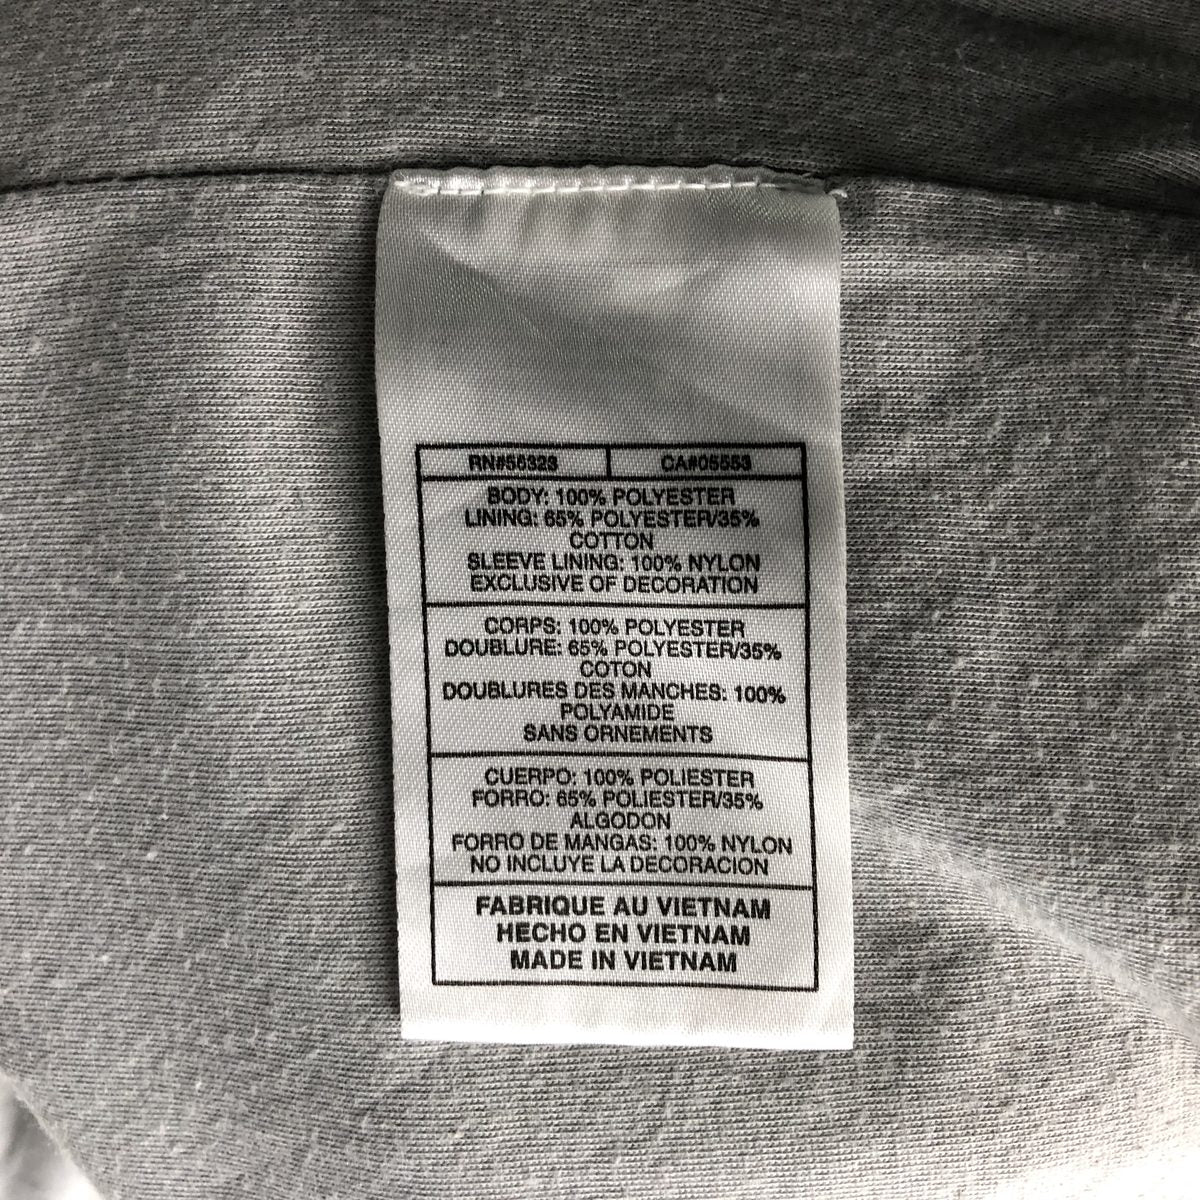 RN#56323 CA#05553
BODY: 100% POLYESTER
LINING: 65% POLYESTER/35%
COTTON
SLEEVE LINING: 100% NYLON
EXCLUSIVE OF DECORATION
CORPS: 100% POLYESTER
DOUBLURE: 65% POLYESTER/35%
COTON
DOUBLURES DES MANCHES: 100%
POLYAMIDE
SANS ORNEMENTS
CUERPO: 100% POLIESTER
FORRO: 65% POLIESTER/35%
ALGODON
FORRO DE MANGAS: 100% NYLON
NO INCLUYE LA DECORACION
FABRIQUE AU VIETNAM
HECHO EN VIETNAM
MADE IN VIETNAM